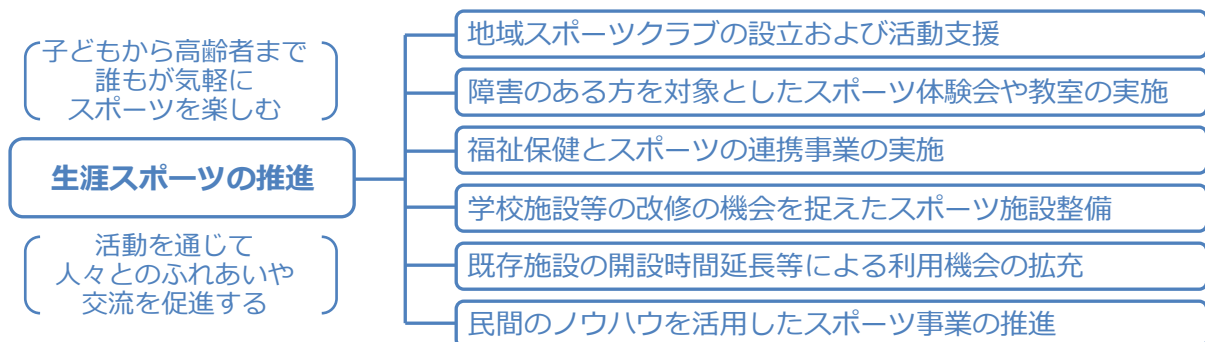 子どもから高齢者まで
誰もが気軽に
スポーツを楽しむ
生涯スポーツの推進
活動を通じて
人々とのふれあいや
交流を促進する
地域スポーツクラブの設立および活動支援
障害のある方を対象としたスポーツ体験会や教室の実施
福祉保健とスポーツの連携事業の実施
学校施設等の改修の機会を捉えたスポーツ施設整備
既存施設の開設時間延長等による利用機会の拡充
民間のノウハウを活用したスポーツ事業の推進